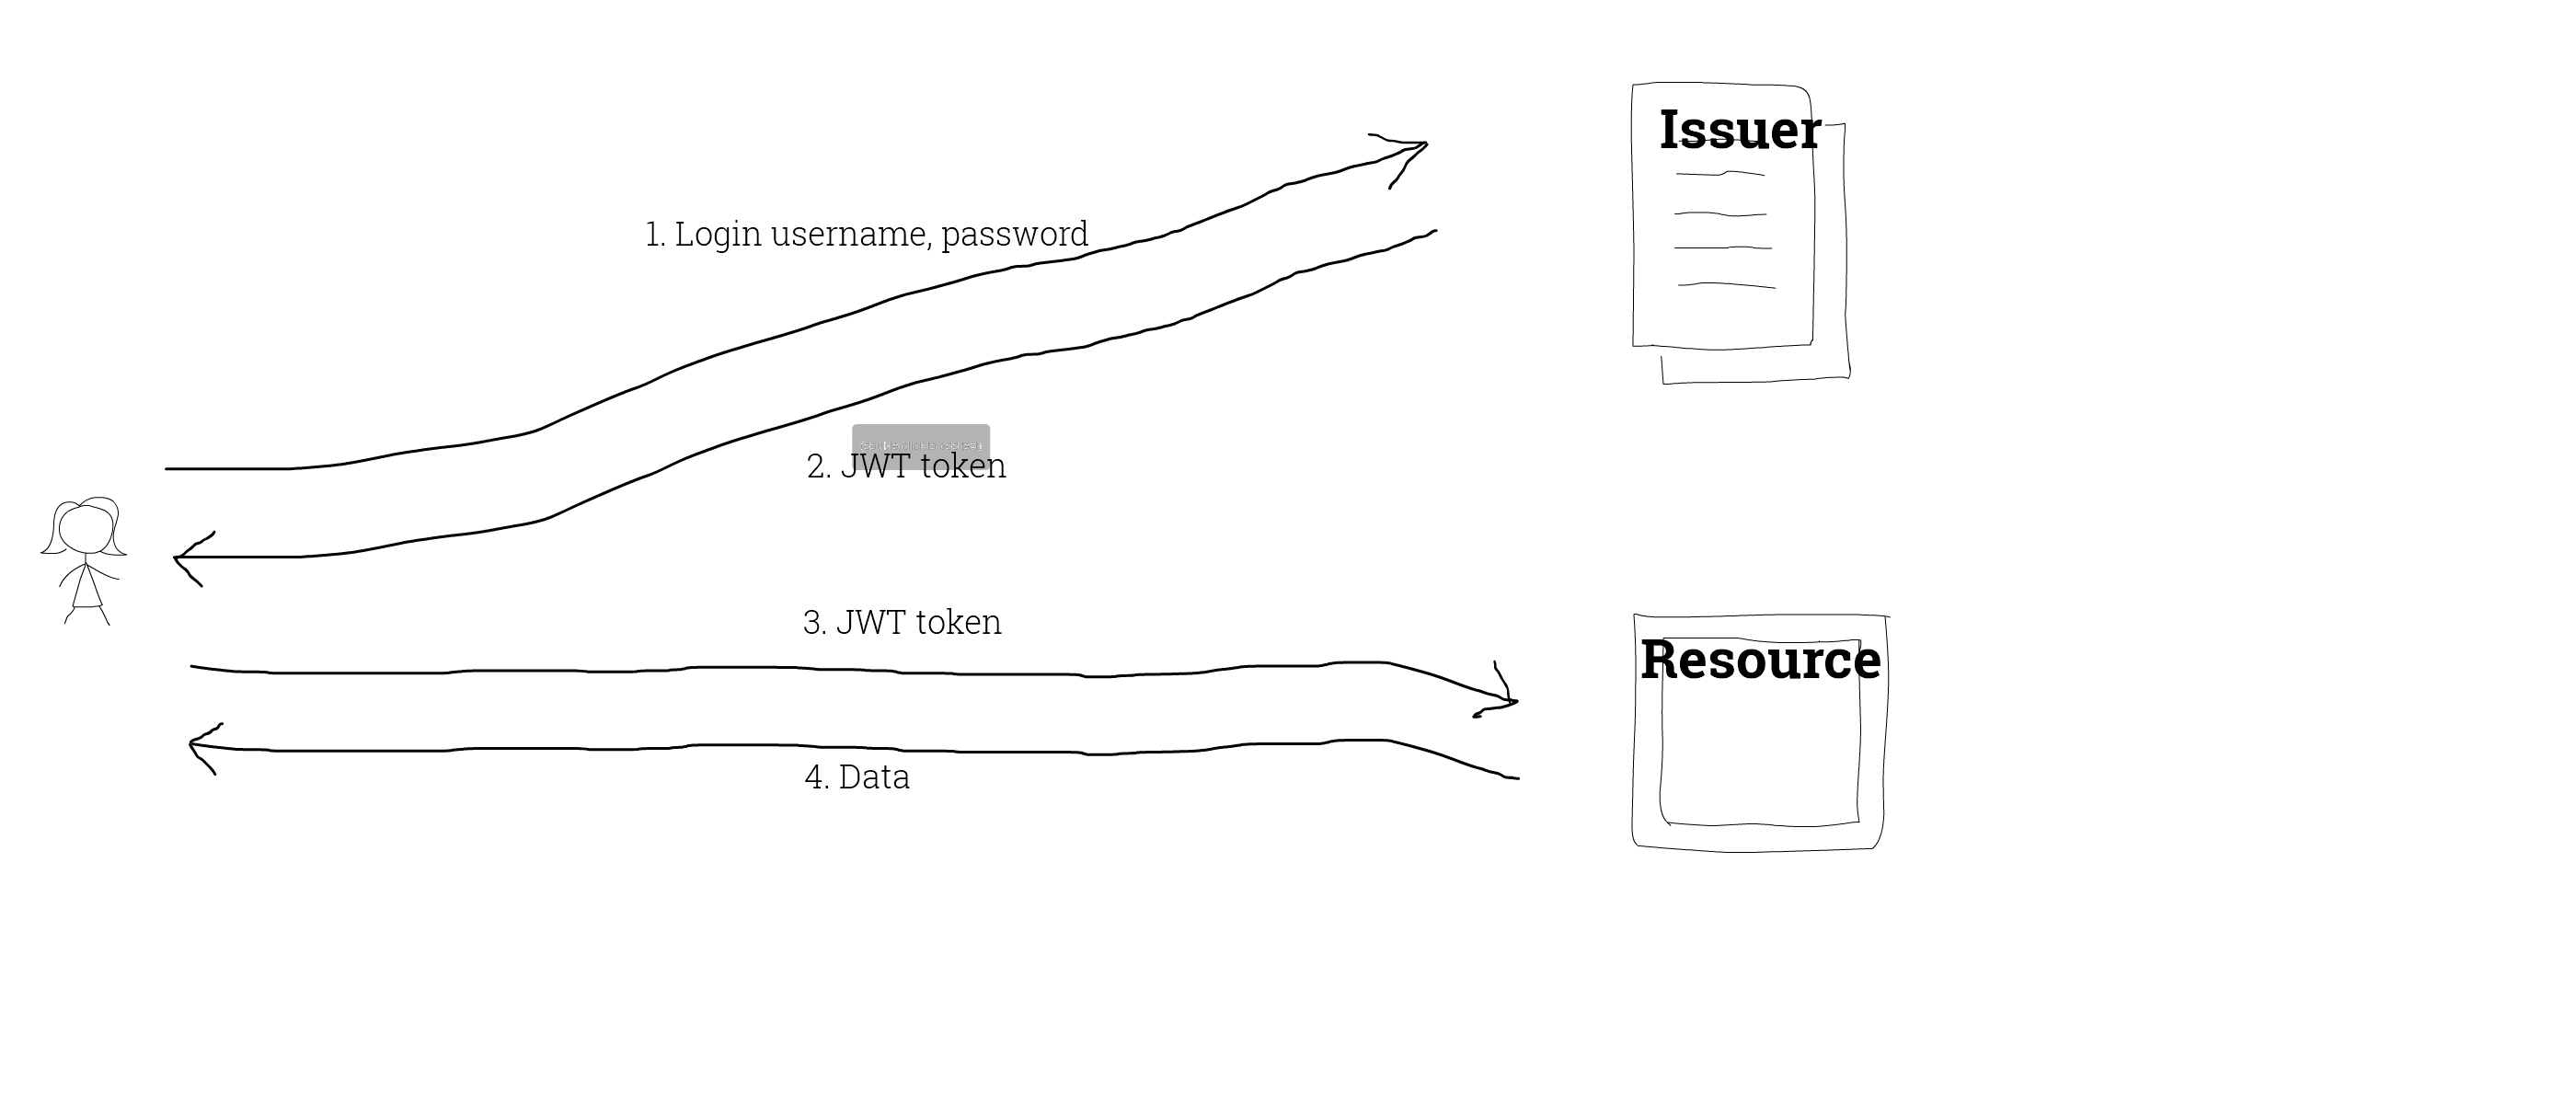 Issuer
1. Login username, password
2. JWT token
3. JWT token
Resource
4. Data